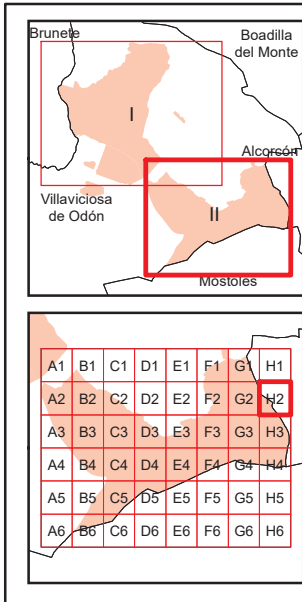 Brunete
Boadilla
del Monte
I
Alcorcón
Villaviciosa
de Odón
II
Mostoles
A1 B1 C1 D1 E1 F1 G1 H1
A2 B2 C2 D2 E2 F2 G2 H2
A3 B3 C3 D3 E3 F3 G3 H3
A4 B4 C4 D4 E4 F4 G4 H4
A5 B5 C5 D5 E5 F5 G5 H5
A6 B6 C6 D6 E6 F6 G6 H6